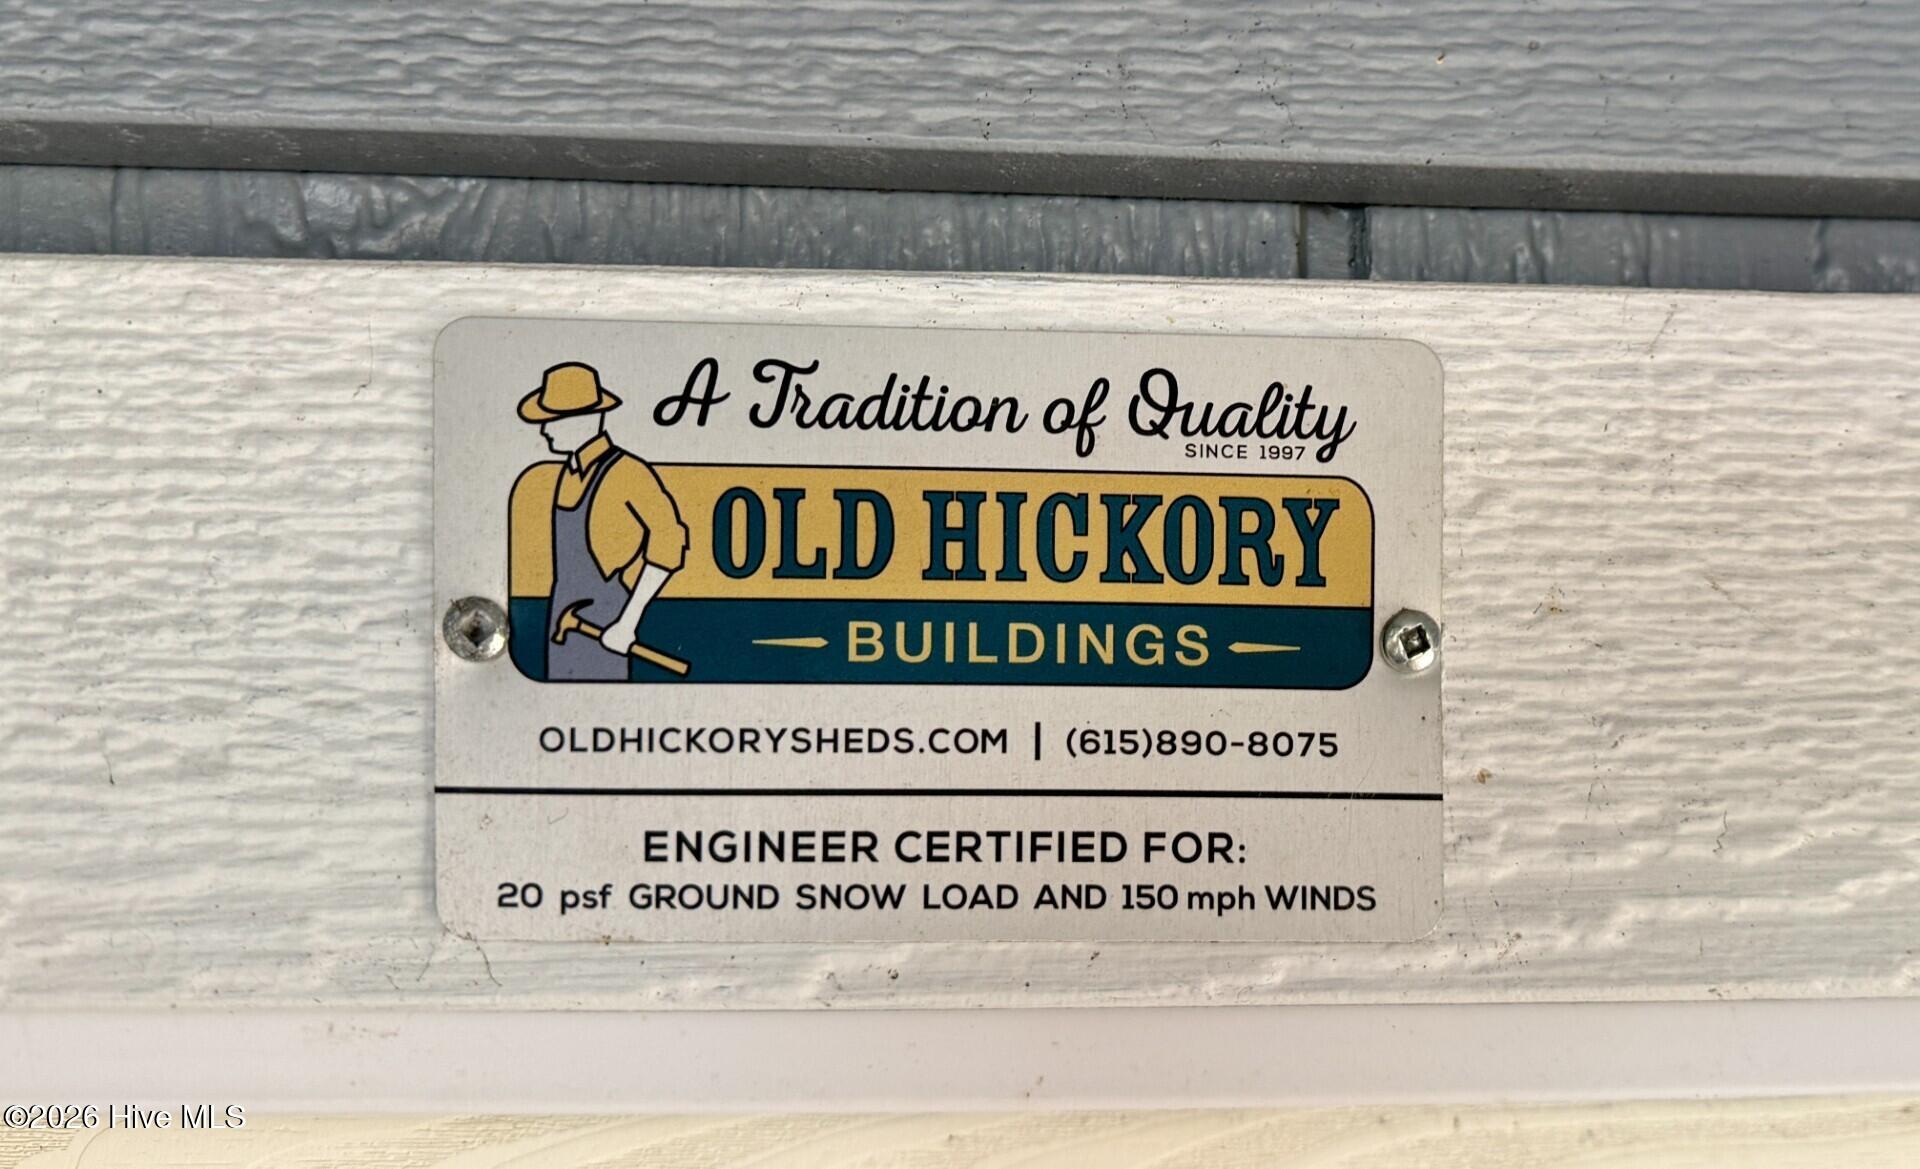 A Tradition of Quality
SINCE 1997
OLD HICKORY
BUILDINGS
OLDHICKORYSHEDS.COM | (615)890-8075
ENGINEER CERTIFIED FOR:
20 psf GROUND SNOW LOAD AND 150 mph WINDS
©2026 Hive MLS